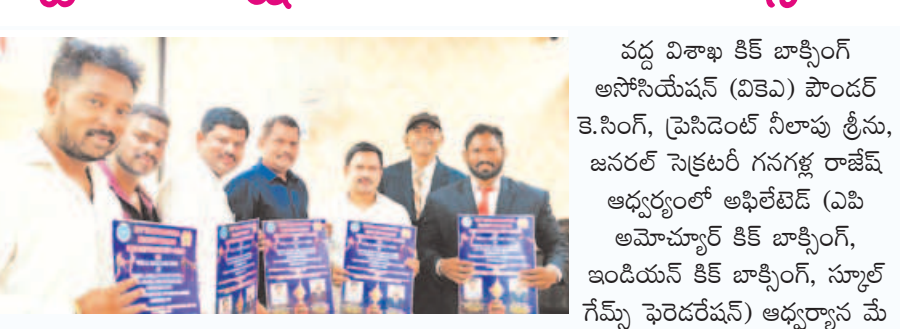 వద్ద విశాఖ కిక్ బాక్సింగ్
అసోసియేషన్ (వికెఎ) పౌండర్
కె.సింగ్, ప్రెసిడెంట్ నీలాపు శ్రీను,
జనరల్ సెక్రటరీ గనగళ్ల రాజేష్
ఆధ్వర్యంలో అఫిలేటెడ్ (ఎపి
అమోచ్యూర్ కిక్ బాక్సింగ్,
ఇండియన్ కిక్ బాక్సింగ్, స్కూల్
గేమ్స్ ఫెరెడరేషన్) ఆధ్వర్యాన మే